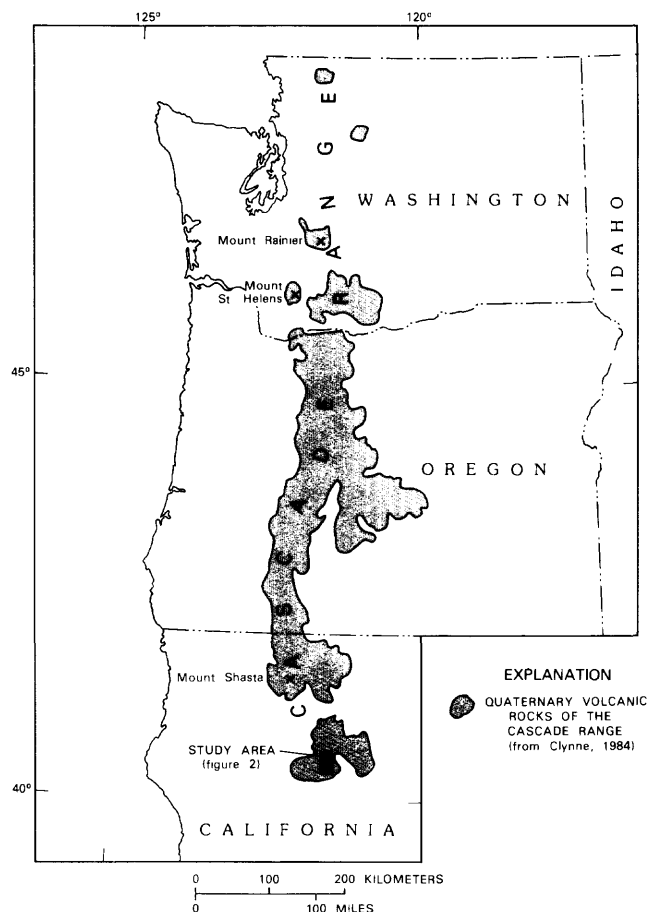 125°
120°
CASCADE RANGE
WASHINGTON
Mount Rainier
Mount
St Helens
IDAHO
45°
OREGON
Mount Shasta
EXPLANATION
QUATERNARY VOLCANIC
ROCKS OF THE
CASCADE RANGE
(from Clynne, 1984)
STUDY AREA
(figure 2)
40°
CALIFORNIA
0 100 200 KILOMETERS
0 100 MILES